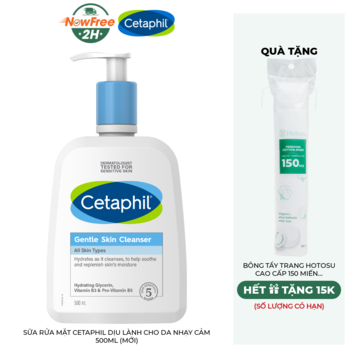 NowFree
2H
Cetaphil
DERMATOLOGIST
TESTED FOR
SENSITIVE SKIN
Cetaphil
Gentle Skin Cleanser
All Skin Types
Hydrates as it cleanses, to help soothe
and replenish skin's moisture
Hydrating Glycerin,
Vitamin B3 & Pro-Vitamin B5
5
500 mL
SỮA RỬA MẶT CETAPHIL DỊU LÀNH CHO DA NHẠY CẢM
500ML (MỚI)
QUÀ TẶNG
150
BÔNG TẨY TRANG HOTOSU
CAO CẤP 150 MIẾN...
HẾT TẶNG 15K
(SỐ LƯỢNG CÓ HẠN)